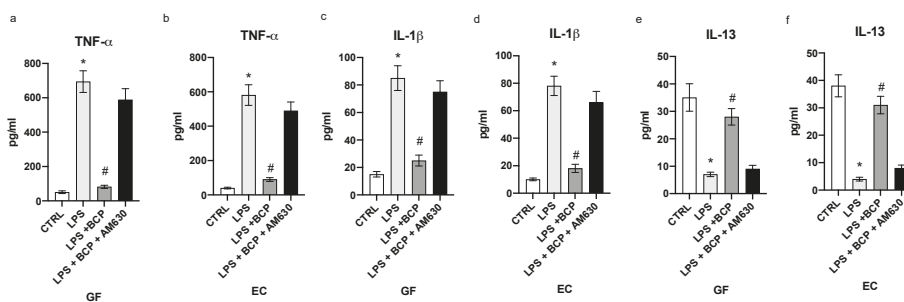 a
TNF-α
pg/ml
800
600
400
200
0
*
#
CTRL
LPS
LPS +BCP
LPS + BCP + AM630
GF
b
TNF-α
pg/ml
800
600
400
200
0
*
#
CTRL
LPS
LPS +BCP
LPS + BCP + AM630
EC
c
IL-1β
pg/ml
100
80
60
40
20
0
*
#
CTRL
LPS
LPS +BCP
LPS + BCP + AM630
GF
d
IL-1β
pg/ml
100
80
60
40
20
0
*
#
CTRL
LPS
LPS +BCP
LPS + BCP + AM630
EC
e
IL-13
pg/ml
50
40
30
20
10
0
*
#
CTRL
LPS
LPS +BCP
LPS + BCP + AM630
GF
f
IL-13
pg/ml
50
40
30
20
10
0
*
#
CTRL
LPS
LPS +BCP
LPS + BCP + AM630
EC